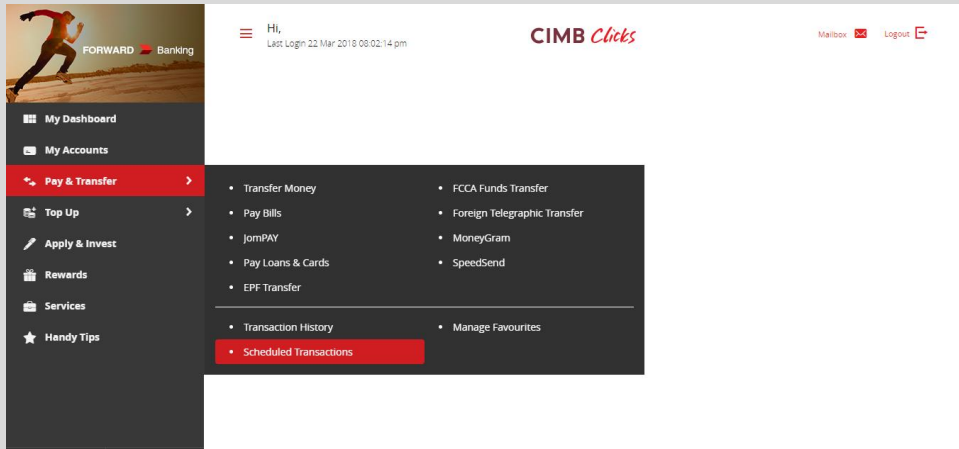 FORWARD Banking
Hi,
Last Login 22 Mar 2018 08:02:14 pm
CIMB Clicks
Mailbox
Logout
My Dashboard
My Accounts
Pay & Transfer
Top Up
Apply & Invest
Rewards
Services
Handy Tips
Transfer Money
Pay Bills
JomPAY
Pay Loans & Cards
EPF Transfer
FCCA Funds Transfer
Foreign Telegraphic Transfer
MoneyGram
SpeedSend
Transaction History
Scheduled Transactions
Manage Favourites